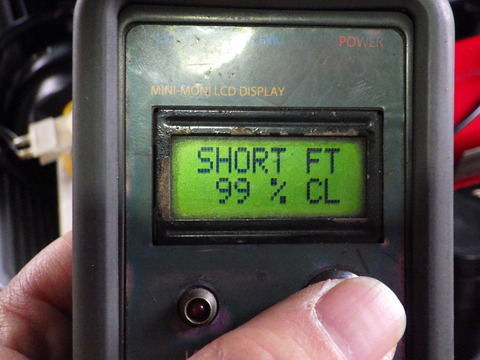 POWER
MINI-MONI LCD DISPLAY
SHORT FT
99 % CL